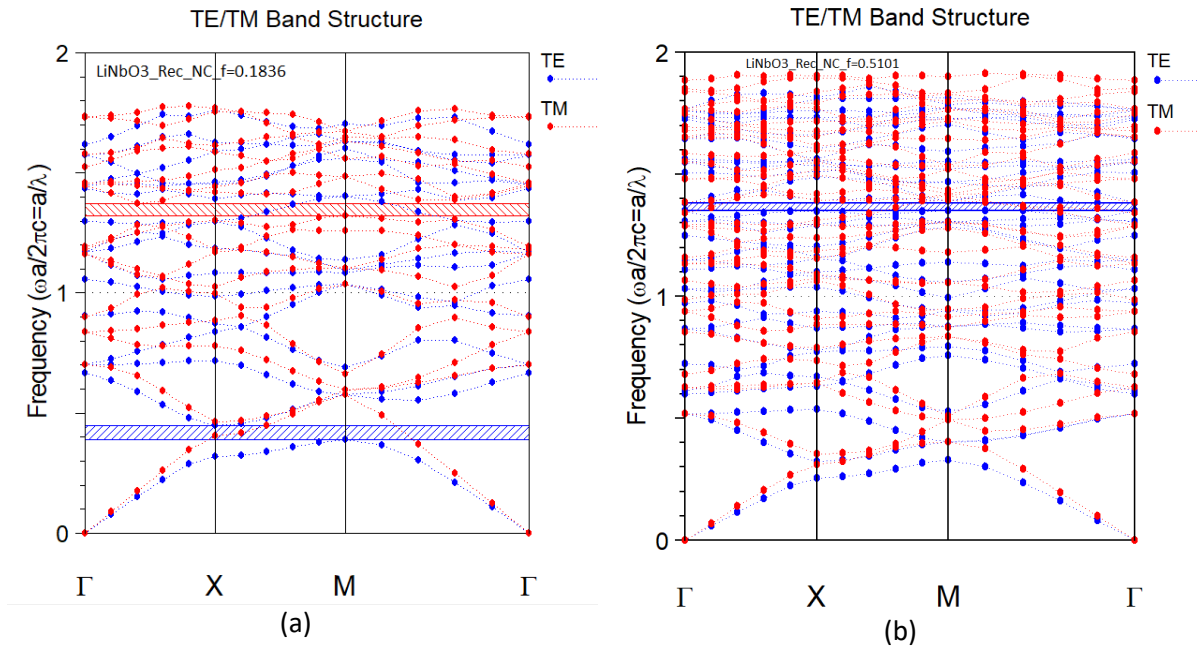 TE/TM Band Structure
LiNbO3_Rec_NC_f=0.1836
TE
TM
2
1
0
Frequency (ωa/2πc=a/λ)
Γ X M Γ
(a)
TE/TM Band Structure
LiNbO3_Rec_NC_f=0.5101
TE
TM
2
1
0
Frequency (ωa/2πc=a/λ)
Γ X M Γ
(b)